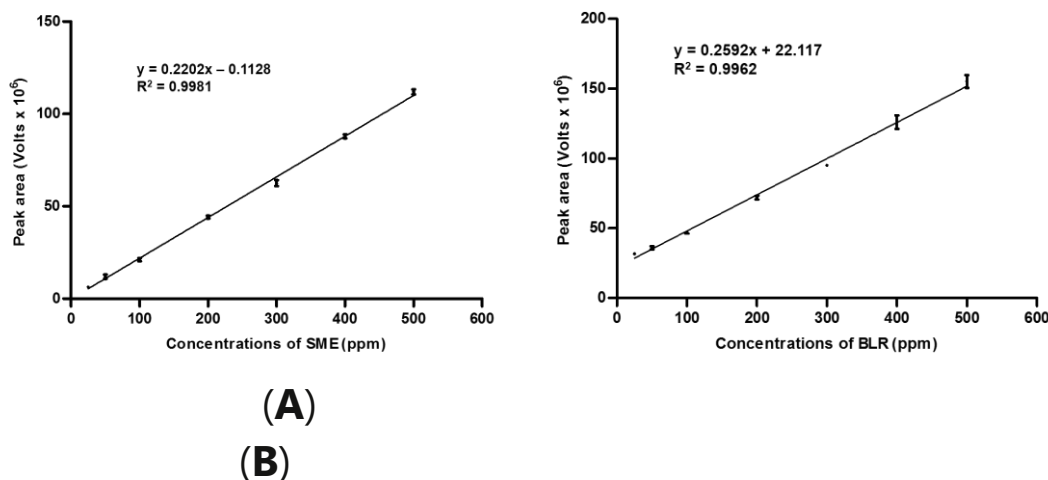 150
100
50
0
Peak area (Volts x 10⁶)
y = 0.2202x – 0.1128
R² = 0.9981
0 100 200 300 400 500 600
Concentrations of SME (ppm)
200
150
100
50
0
Peak area (Volts x 10⁶)
y = 0.2592x + 22.117
R² = 0.9962
0 100 200 300 400 500 600
Concentrations of BLR (ppm)
(A)
(B)